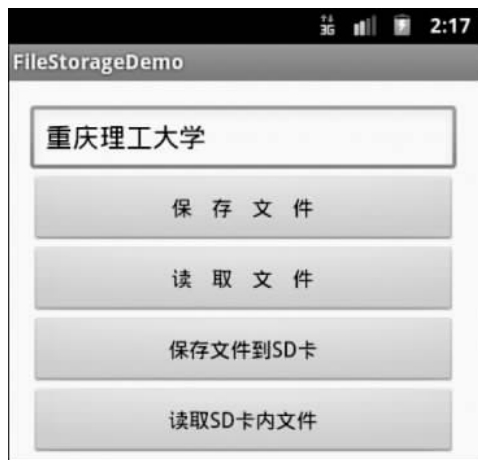 3G 2:17
FileStorageDemo
重庆理工大学
保 存 文 件
读 取 文 件
保存文件到SD卡
读取SD卡内文件